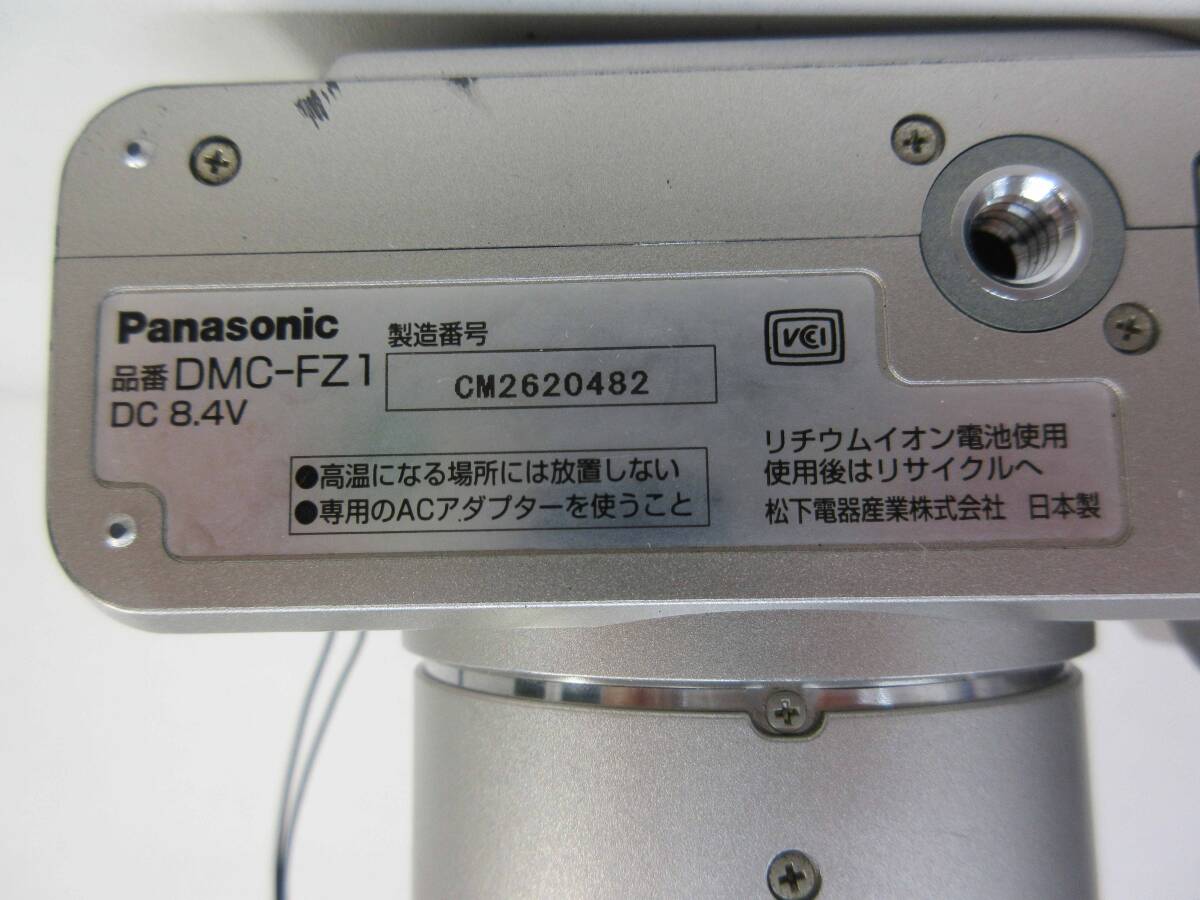 Panasonic
品番 DMC-FZ1
DC 8.4V
製造番号
CM2620482
VCCI
●高温になる場所には放置しない
●専用のACアダプターを使うこと
リチウムイオン電池使用
使用後はリサイクルへ
松下電器産業株式会社 日本製